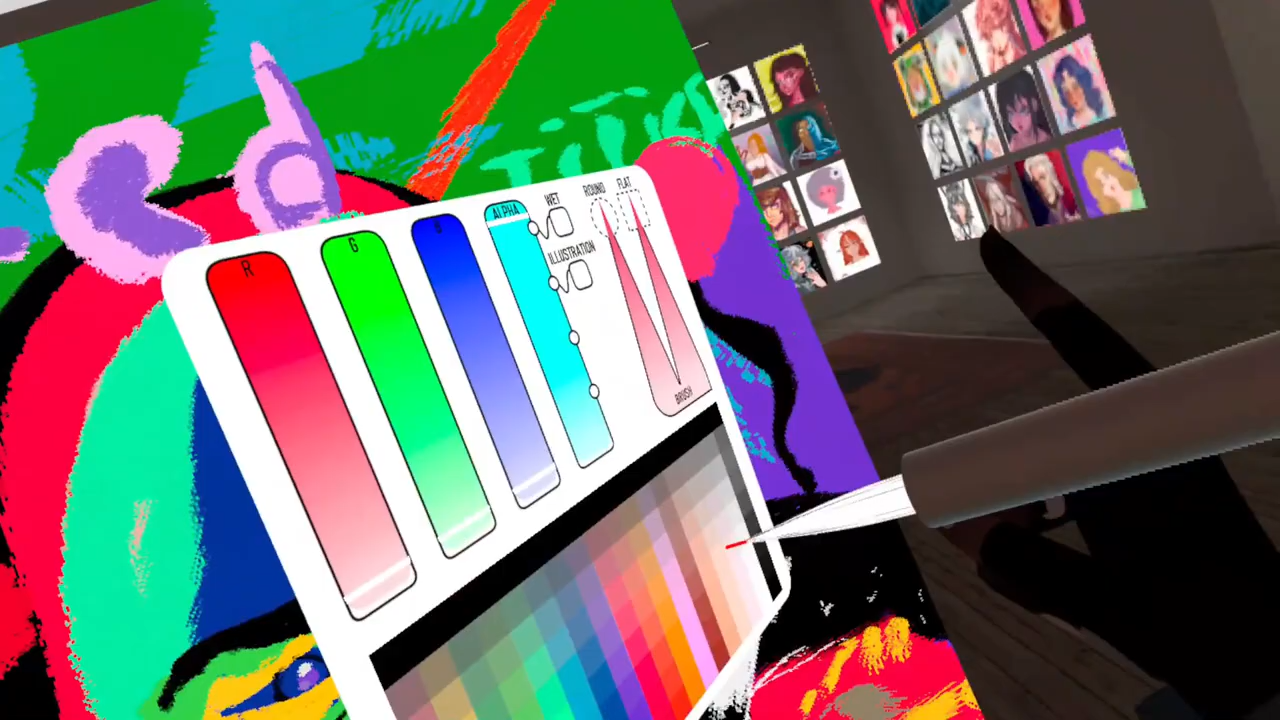 R
G
ALPHA
WET
ILLUSTRATION
ROUND
FLAT
BRUSH